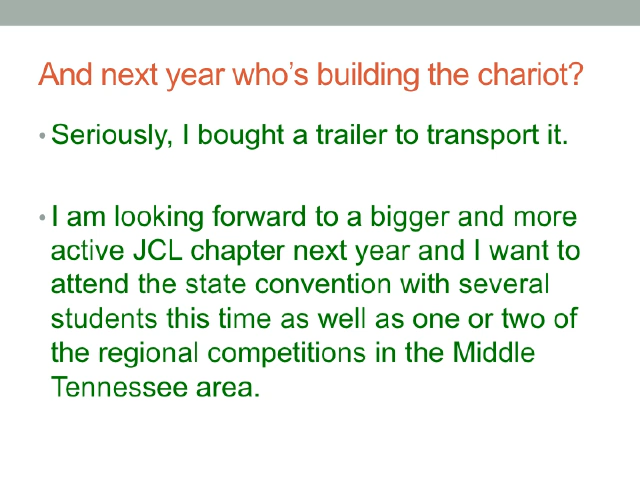 And next year who’s building the chariot?
• Seriously, I bought a trailer to transport it.
• I am looking forward to a bigger and more
active JCL chapter next year and I want to
attend the state convention with several
students this time as well as one or two of
the regional competitions in the Middle
Tennessee area.